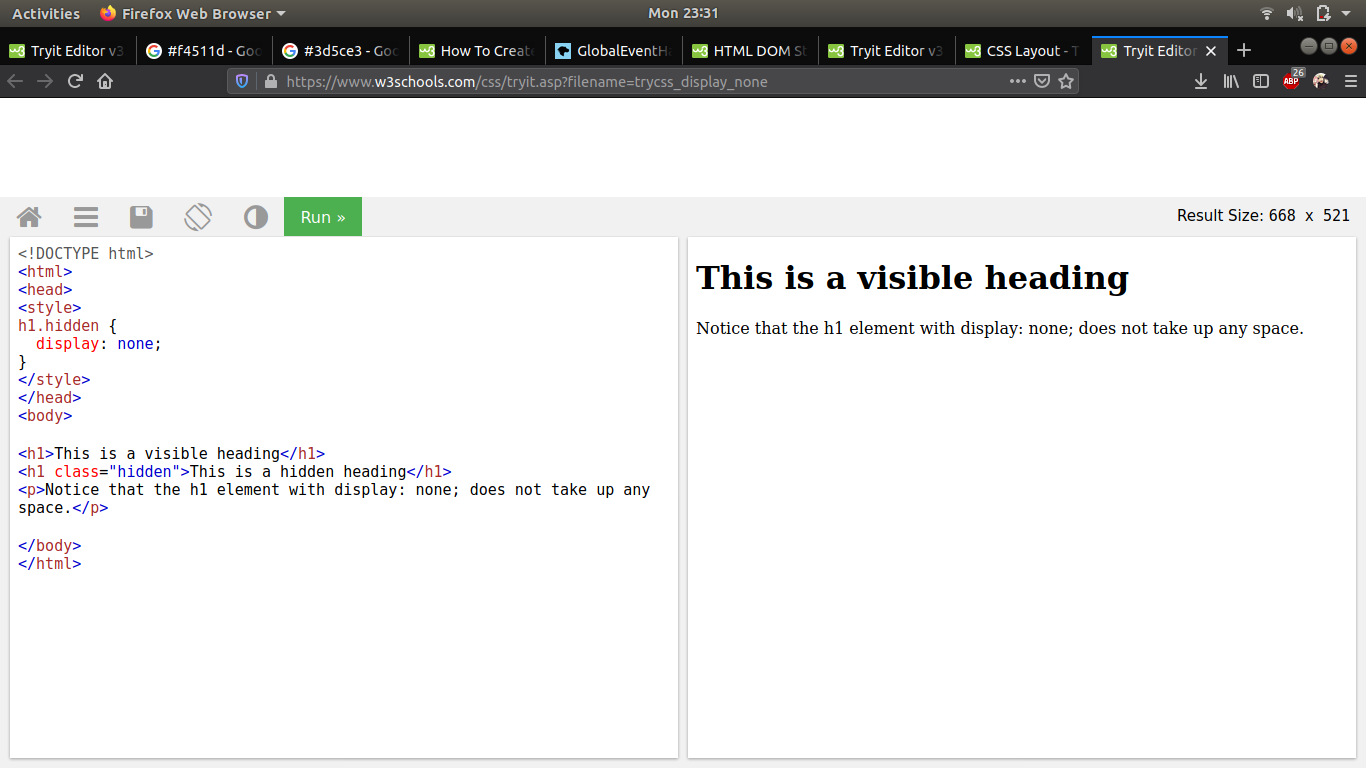 Activities Firefox Web Browser Mon 23:31
Tryit Editor v3 #f4511d - Goo #3d5ce3 - Goo How To Create GlobalEventHa HTML DOM St Tryit Editor v3 CSS Layout - T Tryit Editor
https://www.w3schools.com/css/tryit.asp?filename=trycss_display_none ABP 26
Run » Result Size: 668 x 521
<!DOCTYPE html>
<html>
<head>
<style>
h1.hidden {
  display: none;
}
</style>
</head>
<body>

<h1>This is a visible heading</h1>
<h1 class="hidden">This is a hidden heading</h1>
<p>Notice that the h1 element with display: none; does not take up any
space.</p>

</body>
</html>
This is a visible heading
Notice that the h1 element with display: none; does not take up any space.